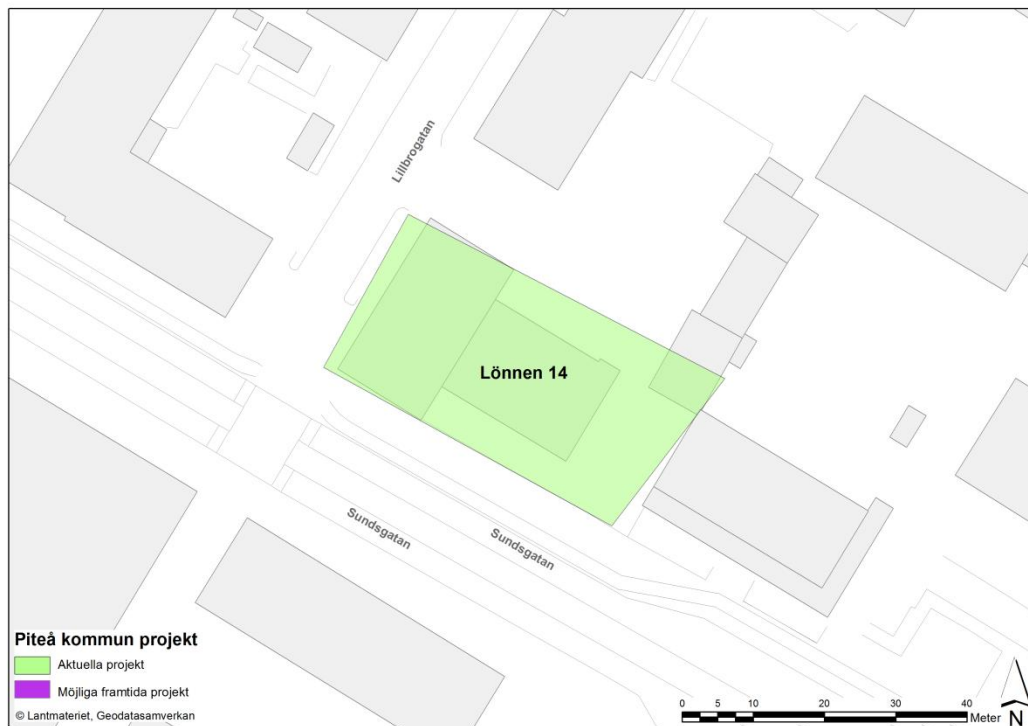 Lillbrogatan
Lönnen 14
Sundsgatan
Sundsgatan
Piteå kommun projekt
Aktuella projekt
Möjliga framtida projekt
© Lantmateriet, Geodatasamverkan
0 5 10 20 30 40
Meter
N